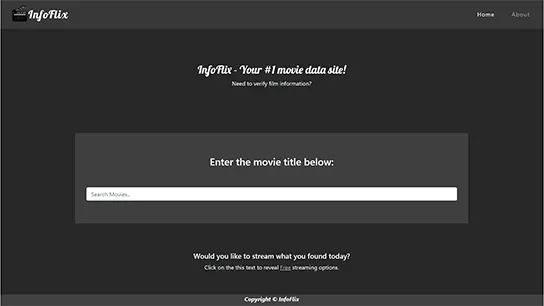 InfoFlix
Home About
InfoFlix - Your #1 movie data site!
Need to verify film information?
Enter the movie title below:
Search Movies...
Would you like to stream what you found today?
Click on the this text to reveal Free streaming options.
Copyright © InfoFlix